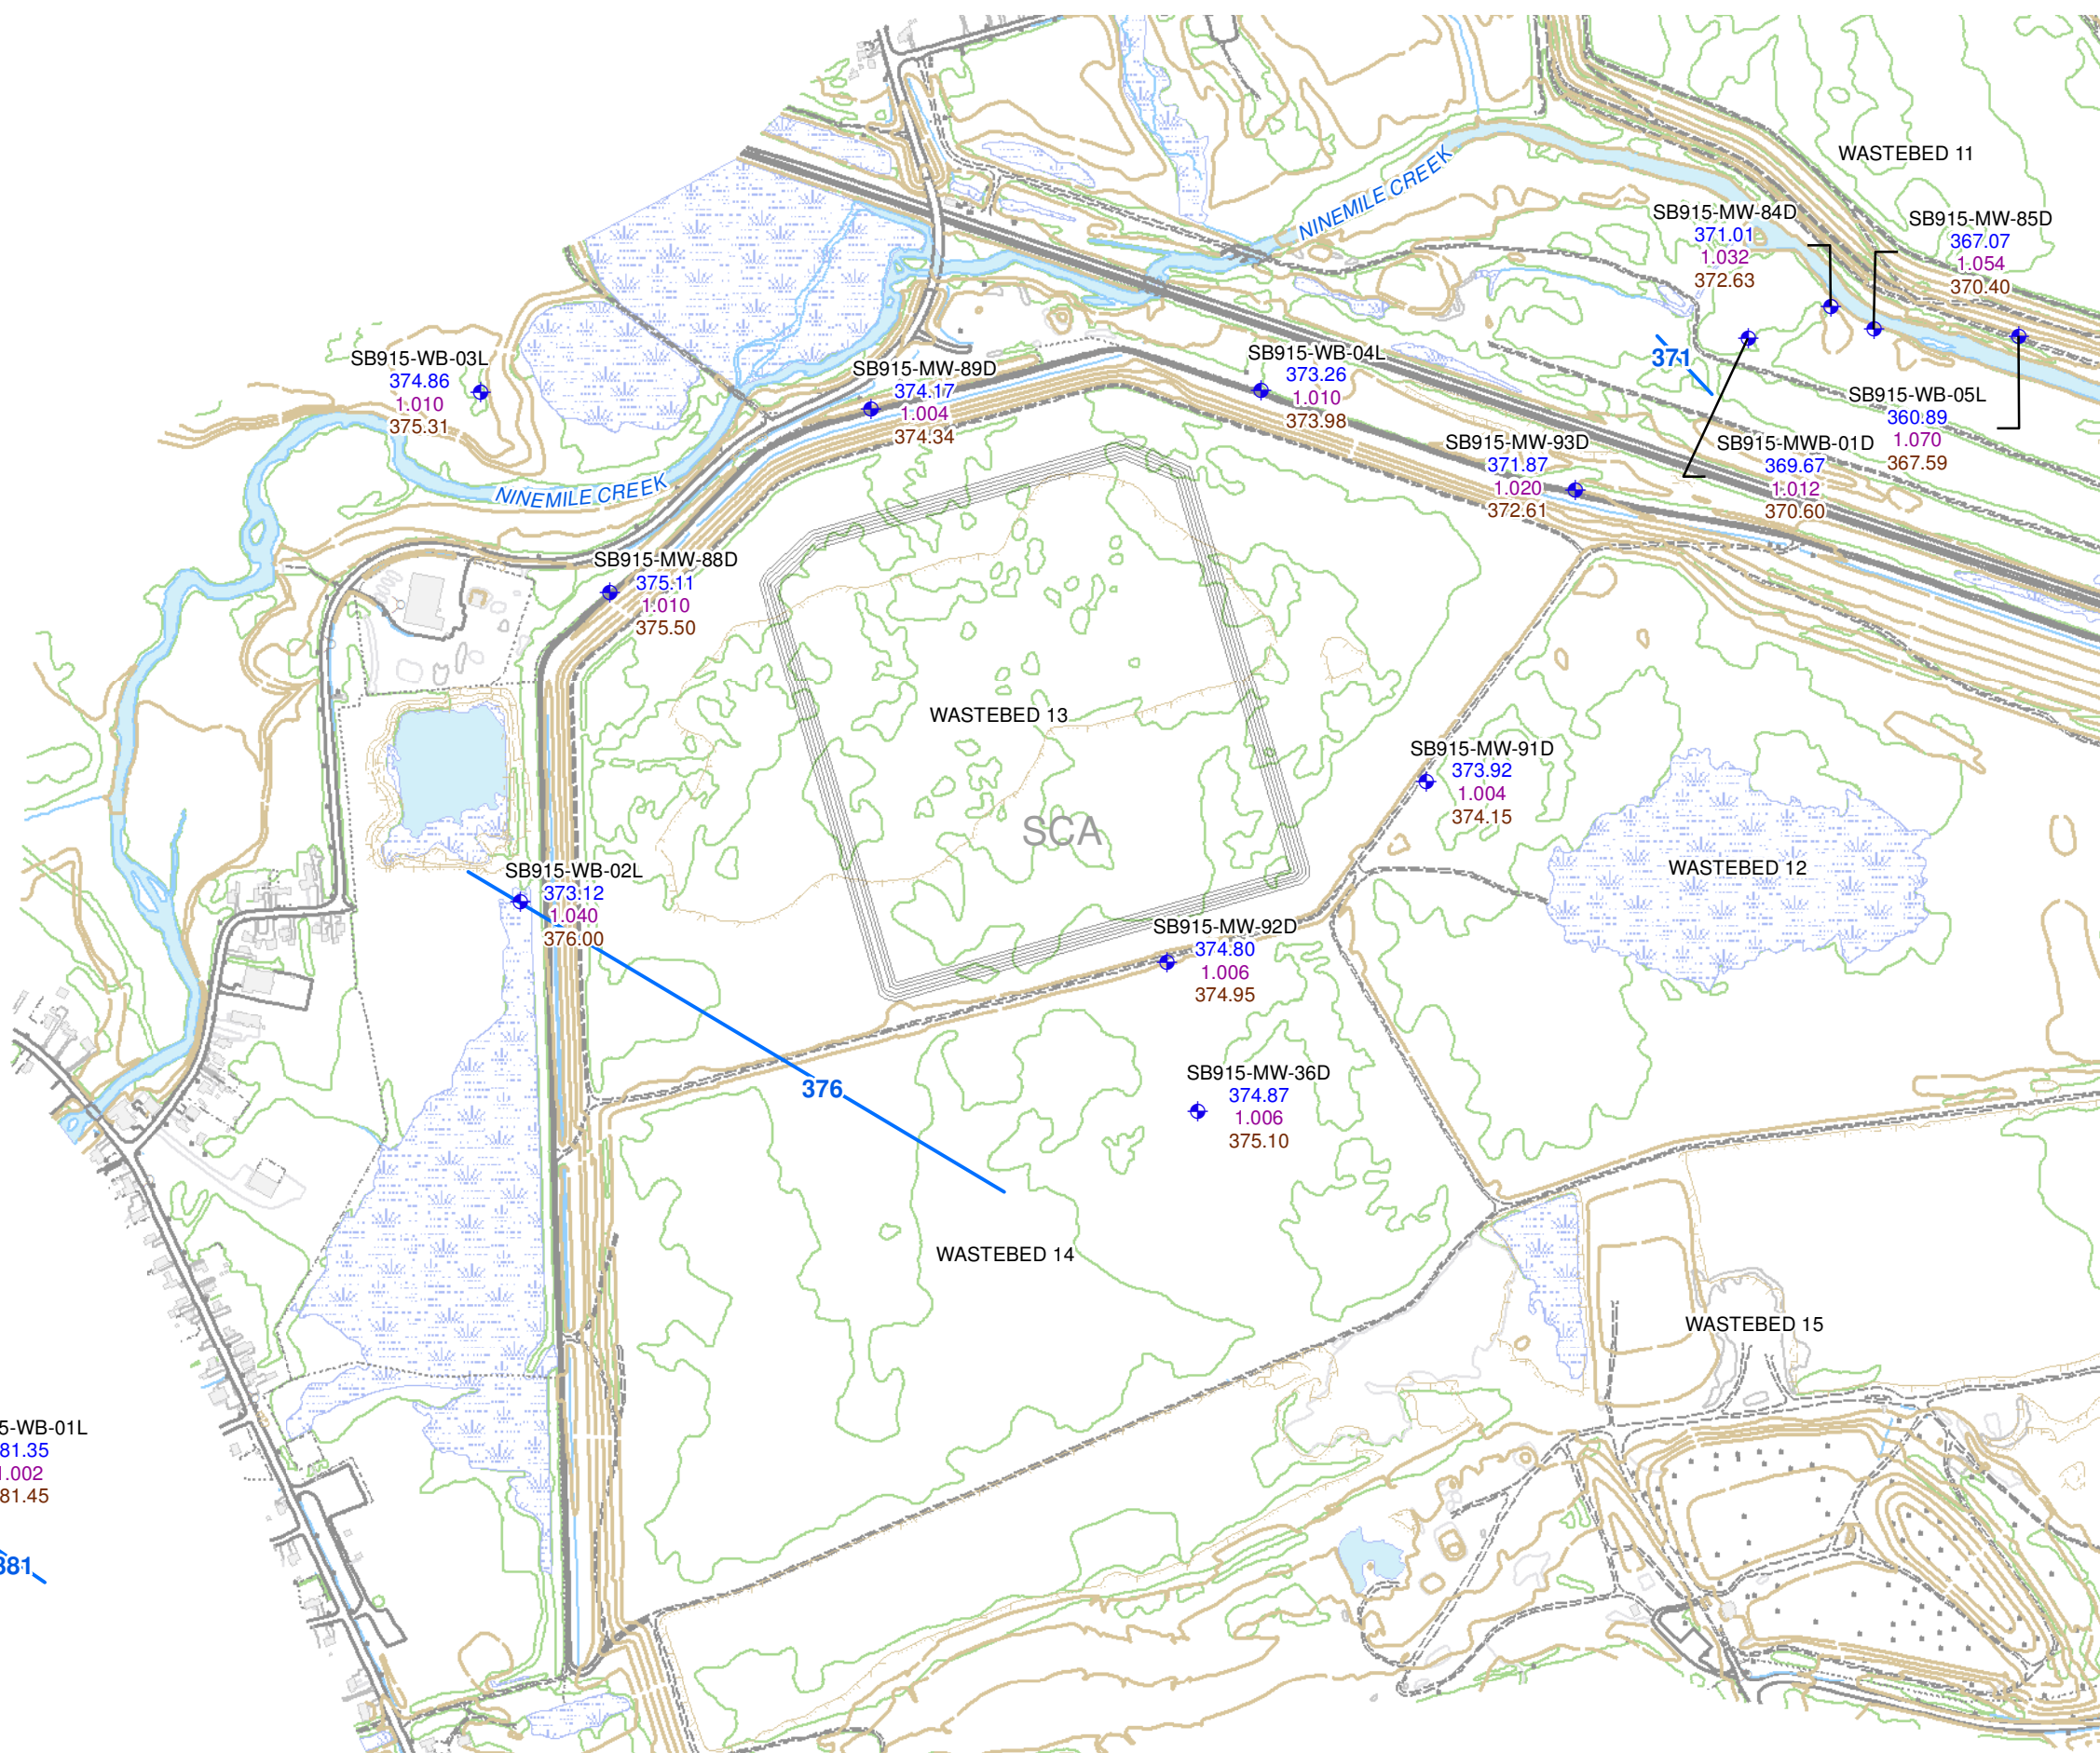 WASTEBED 11
NINEMILE CREEK
SB915-MW-84D
371.01
1.032
372.63
SB915-MW-85D
367.07
1.054
370.40
SB915-WB-03L
374.86
1.010
375.31
SB915-MW-89D
374.17
1.004
374.34
SB915-WB-04L
373.26
1.010
373.98
371
SB915-WB-05L
360.89
1.070
367.59
SB915-MW-93D
371.87
1.020
372.61
SB915-MWB-01D
369.67
1.012
370.60
NINEMILE CREEK
SB915-MW-88D
375.11
1.010
375.50
WASTEBED 13
SCA
SB915-MW-91D
373.92
1.004
374.15
WASTEBED 12
SB915-WB-02L
373.12
1.040
376.00
SB915-MW-92D
374.80
1.006
374.95
376
SB915-MW-36D
374.87
1.006
375.10
WASTEBED 14
WASTEBED 15
5-WB-01L
81.35
1.002
81.45
381